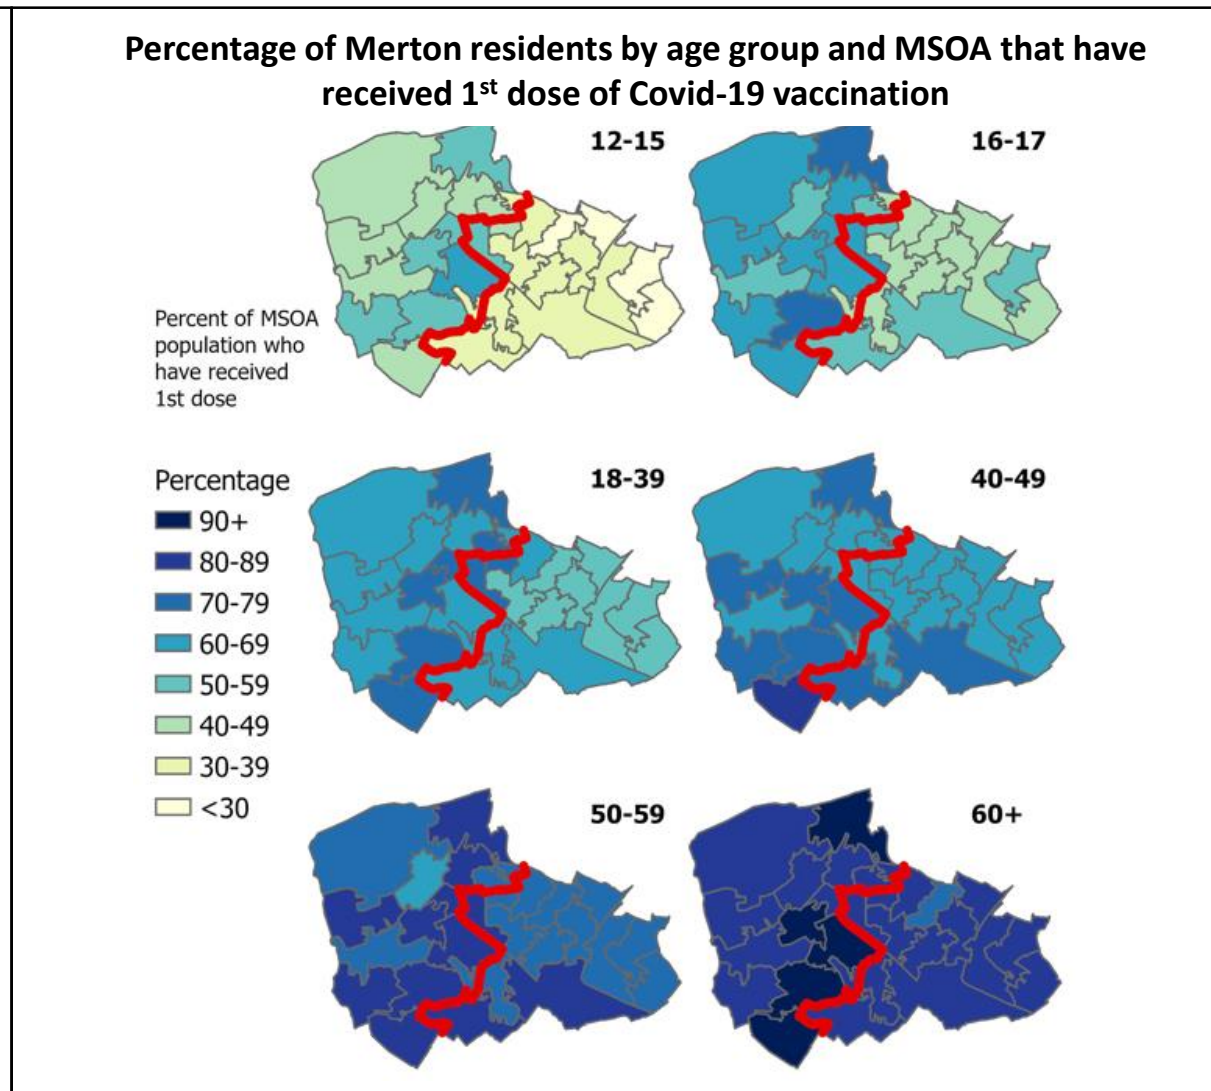 Percentage of Merton residents by age group and MSOA that have
received 1st dose of Covid-19 vaccination
12-15
16-17
Percent of MSOA
population who
have received
1st dose
18-39
40-49
Percentage
90+
80-89
70-79
60-69
50-59
40-49
30-39
<30
50-59
60+